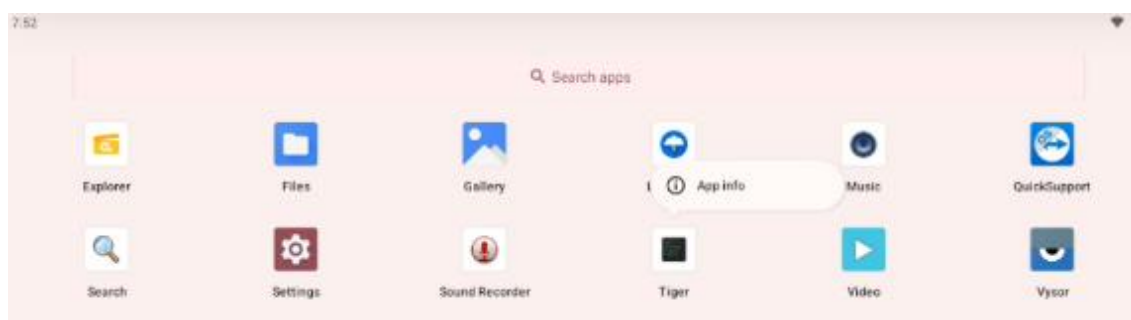 7:52
Search apps
Explorer
Files
Gallery
App info
Music
QuickSupport
Search
Settings
Sound Recorder
Tiger
Video
Vysor